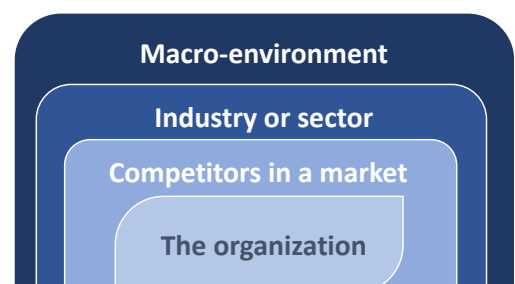 Macro-environment
Industry or sector
Competitors in a market
The organization